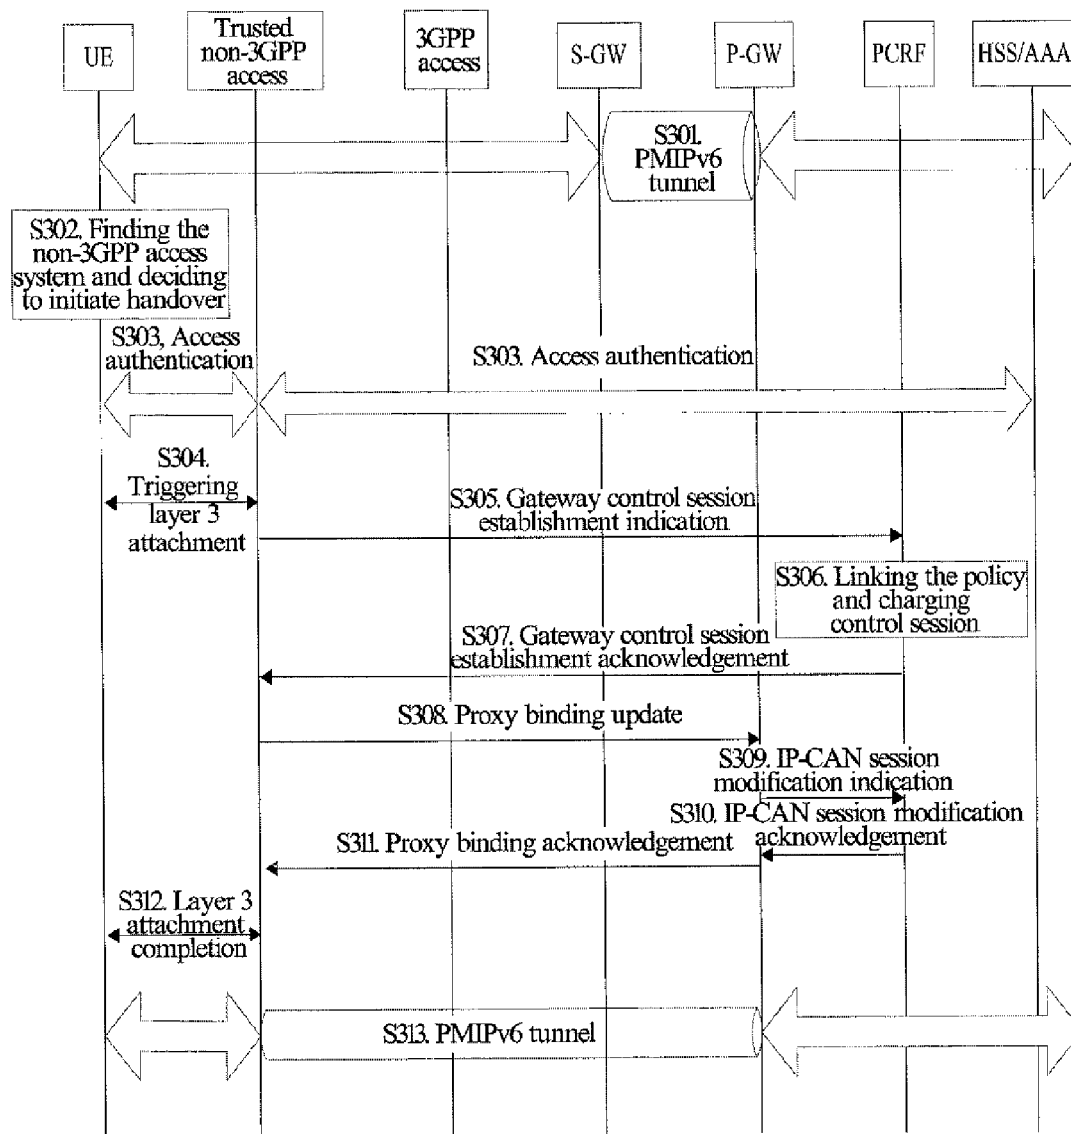 UE
Trusted
non-3GPP
access
3GPP
access
S-GW
P-GW
PCRF
HSS/AAA
S301.
PMIPv6
tunnel
S302. Finding the
non-3GPP access
system and deciding
to initiate handover
S303, Access
authentication
S303. Access authentication
S304.
Triggering
layer 3
attachment
S305. Gateway control session
establishment indication
S306. Linking the policy
and charging
control session
S307. Gateway control session
establishment acknowledgement
S308. Proxy binding update
S309. IP-CAN session
modification indication
S310. IP-CAN session modification
acknowledgement
S311. Proxy binding acknowledgement
S312. Layer 3
attachment
completion
S313. PMIPv6 tunnel